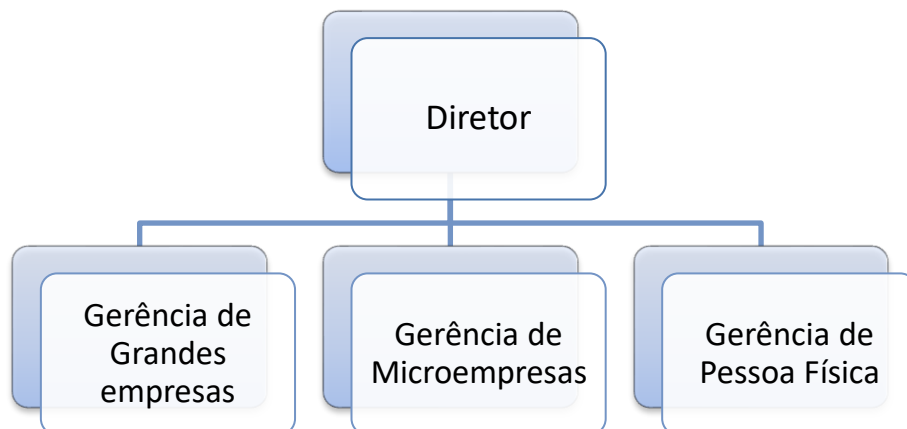 Diretor
Gerência de
Grandes
empresas
Gerência de
Microempresas
Gerência de
Pessoa Física